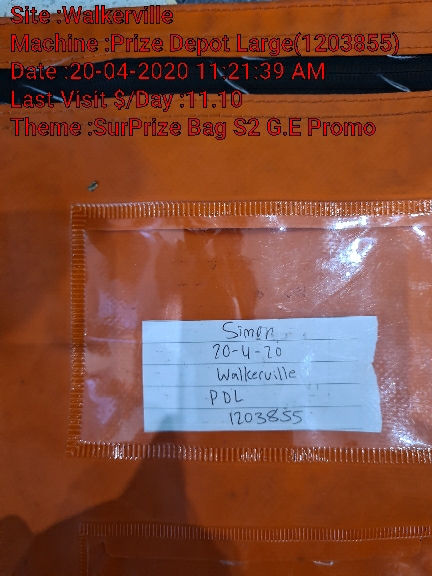 Site :Walkerville
Machine :Prize Depot Large(1203855)
Date :20-04-2020 11:21:39 AM
Last Visit $/Day :11.10
Theme :SurPrize Bag S2 G.E Promo
Simon
20-4-20
Walkerville
PDL
1203855